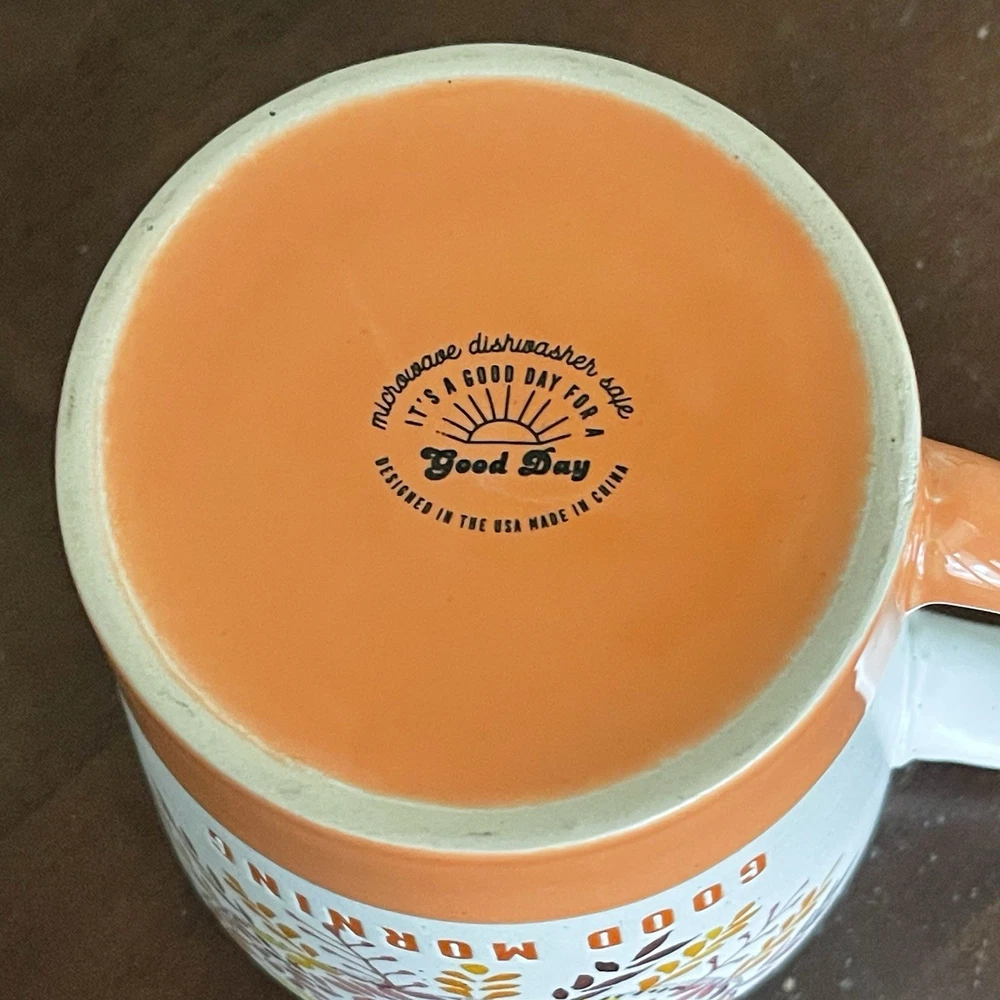 microwave dishwasher safe
IT'S A GOOD DAY FOR A
Good Day
DESIGNED IN THE USA MADE IN CHINA
GOOD MORNING